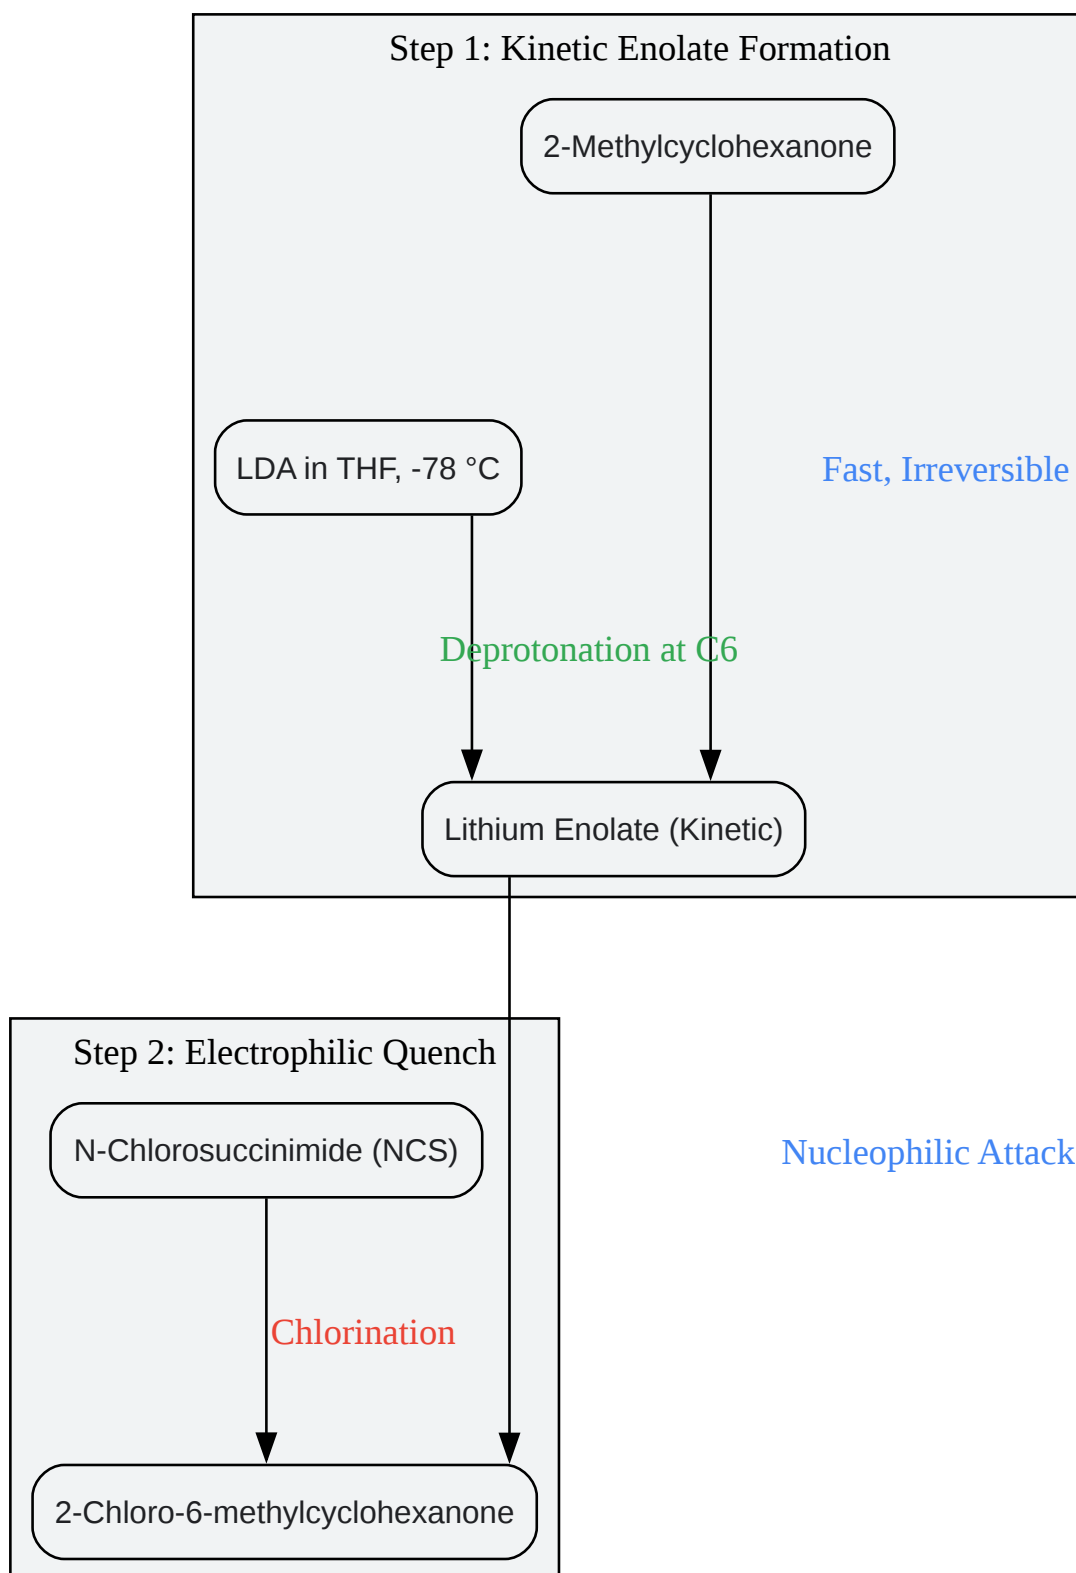 Step 1: Kinetic Enolate Formation
2-Methylcyclohexanone
LDA in THF, -78 °C
Fast, Irreversible
Deprotonation at C6
Lithium Enolate (Kinetic)
Step 2: Electrophilic Quench
N-Chlorosuccinimide (NCS)
Nucleophilic Attack
Chlorination
2-Chloro-6-methylcyclohexanone